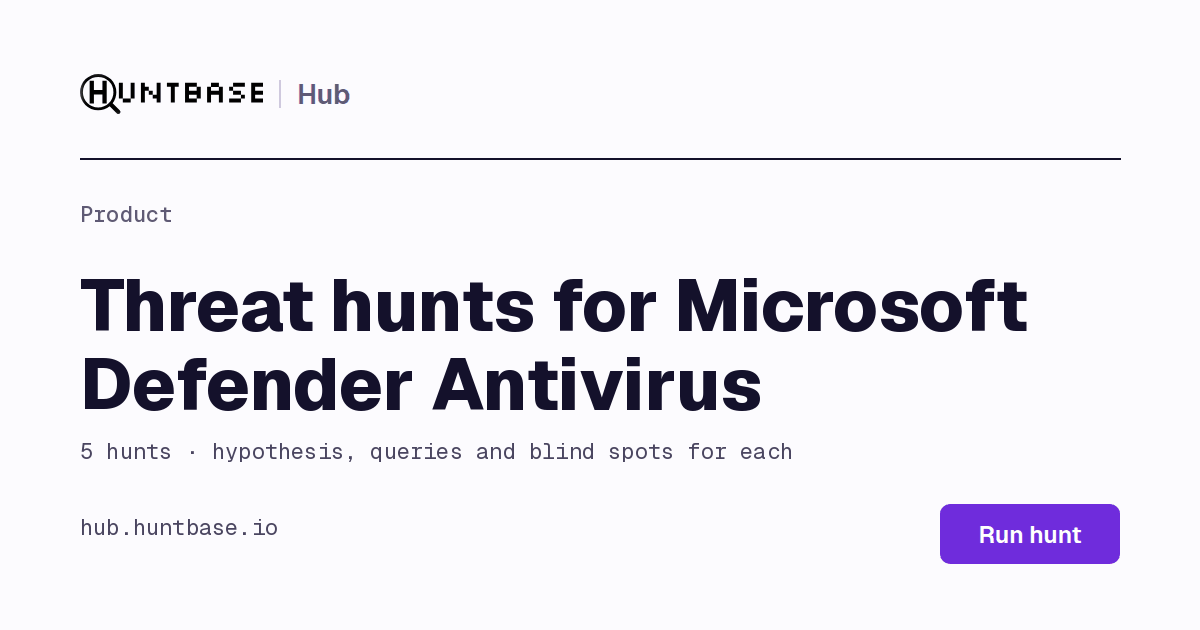 HUNTBASE | Hub
Product
Threat hunts for Microsoft
Defender Antivirus
5 hunts · hypothesis, queries and blind spots for each
hub.huntbase.io
Run hunt